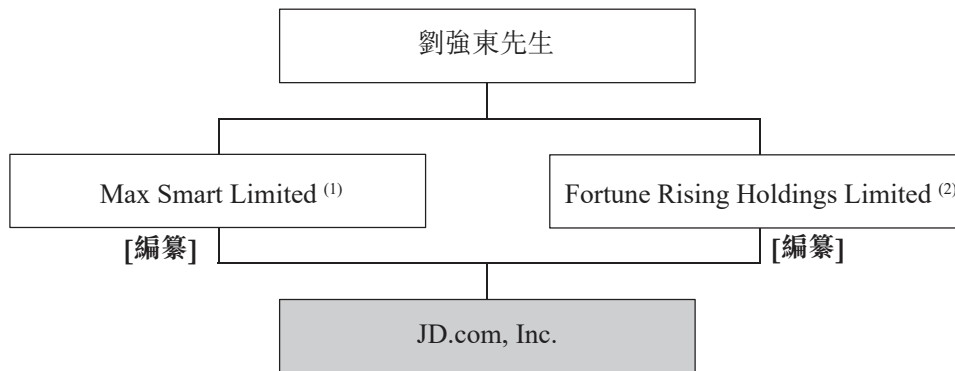 劉強東先生
Max Smart Limited (1)
Fortune Rising Holdings Limited (2)
[編纂]
[編纂]
JD.com, Inc.